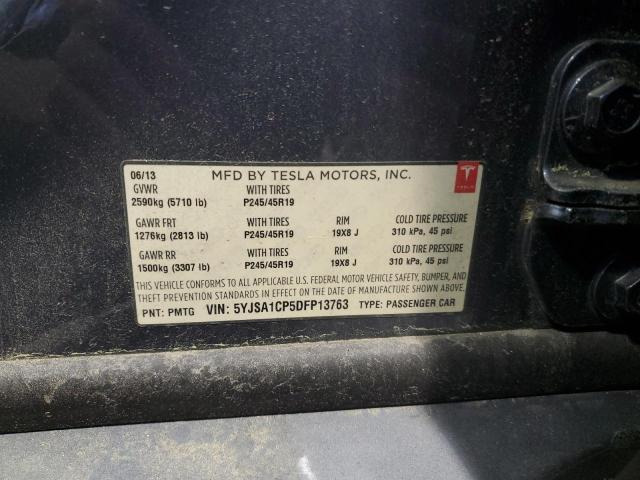 06/13 MFD BY TESLA MOTORS, INC.
GVWR WITH TIRES
2590kg (5710 lb) P245/45R19
GAWR FRT WITH TIRES RIM COLD TIRE PRESSURE
1276kg (2813 lb) P245/45R19 19X8 J 310 kPa, 45 psi
GAWR RR WITH TIRES RIM COLD TIRE PRESSURE
1500kg (3307 lb) P245/45R19 19X8 J 310 kPa, 45 psi
THIS VEHICLE CONFORMS TO ALL APPLICABLE U.S. FEDERAL MOTOR VEHICLE SAFETY, BUMPER, AND
THEFT PREVENTION STANDARDS IN EFFECT ON THE DATE OF MANUFACTURE SHOWN ABOVE.
PNT: PMTG VIN: 5YJSA1CP5DFP13763 TYPE: PASSENGER CAR
TESLA